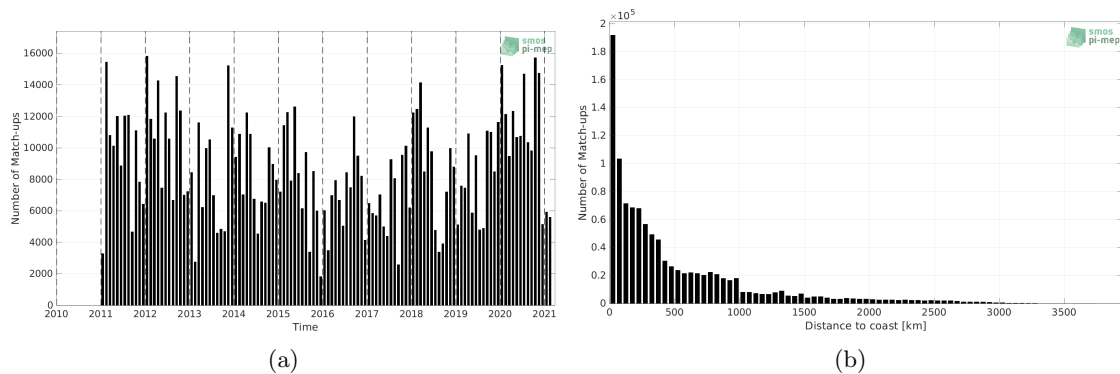 smos
pi-mep
16000
14000
12000
10000
8000
6000
4000
2000
0
Number of Match-ups
2010 2011 2012 2013 2014 2015 2016 2017 2018 2019 2020 2021
Time
(a)
×10⁵
smos
pi-mep
2
1.8
1.6
1.4
1.2
1
0.8
0.6
0.4
0.2
0
Number of Match-ups
0 500 1000 1500 2000 2500 3000 3500
Distance to coast [km]
(b)